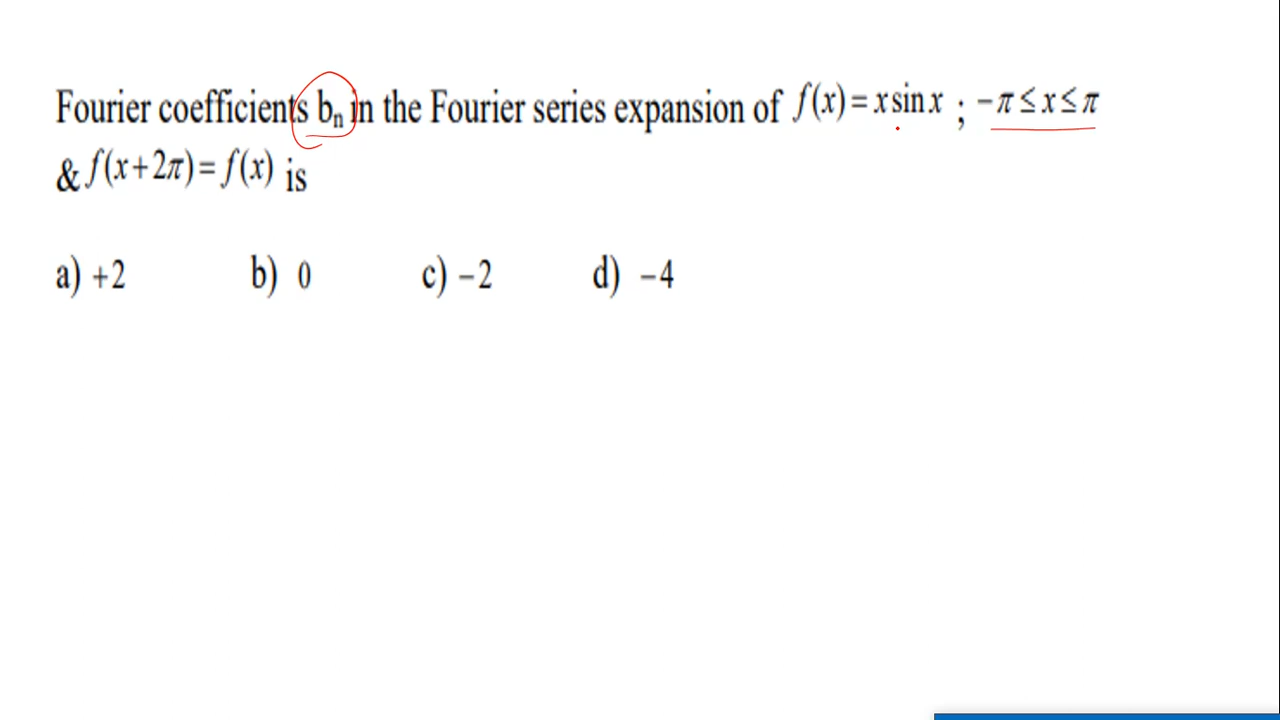 Fourier coefficients bₙ in the Fourier series expansion of f(x) = x sin x ; −π ≤ x ≤ π
& f(x+2π) = f(x) is
a) +2 b) 0 c) −2 d) −4